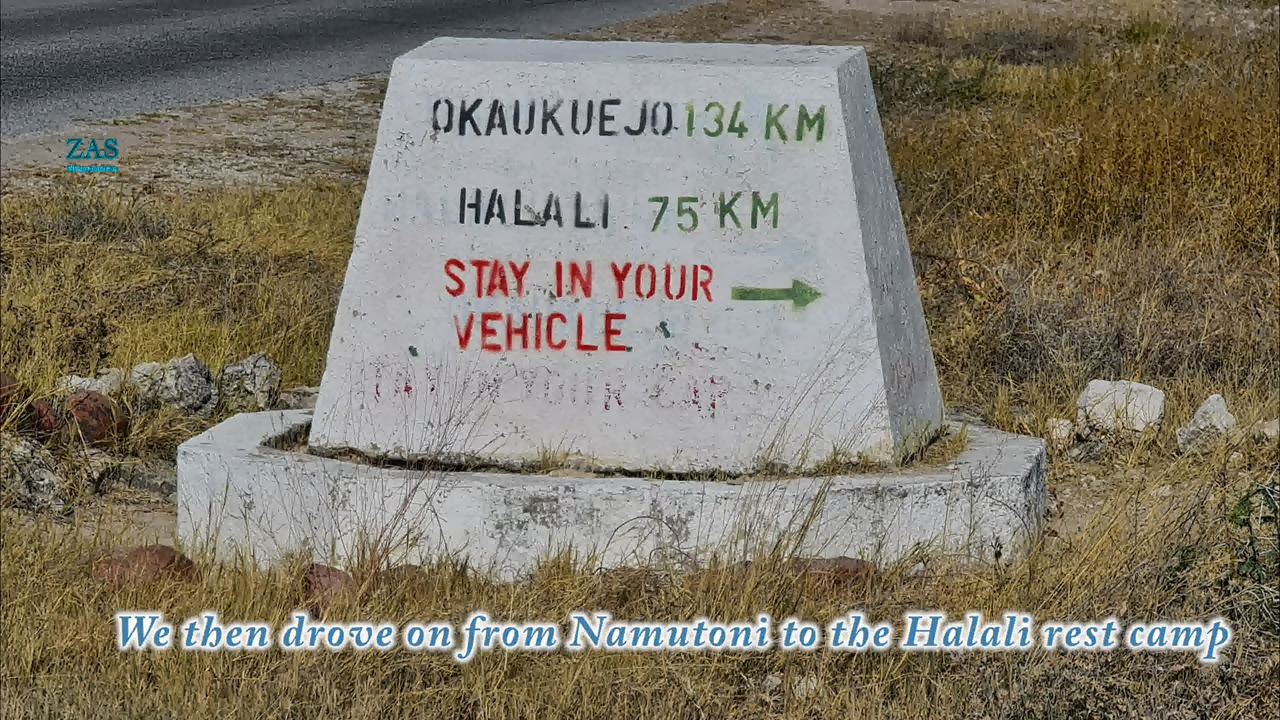 OKAUKUEJO 134 KM
ZAS
HALALI 75 KM
STAY IN YOUR
VEHICLE
We then drove on from Namutoni to the Halali rest camp